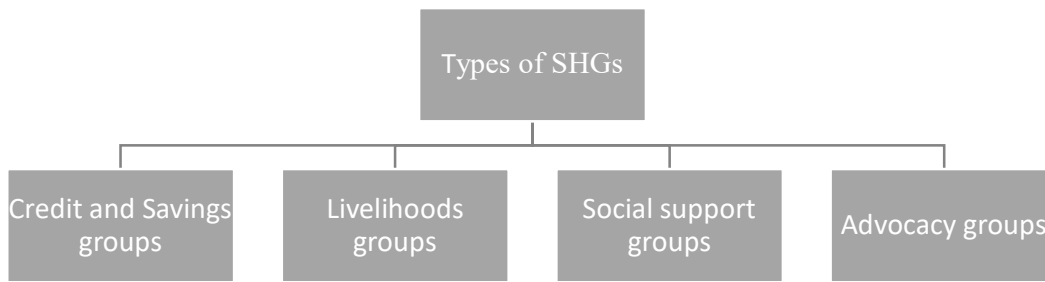 Types of SHGs
Credit and Savings
groups
Livelihoods
groups
Social support
groups
Advocacy groups